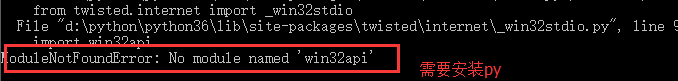 from twisted.internet import _win32stdio
File "d:\python\python36\lib\site-packages\twisted\internet\_win32stdio.py", line 9
import win32api
ModuleNotFoundError: No module named 'win32api'
需要安装py